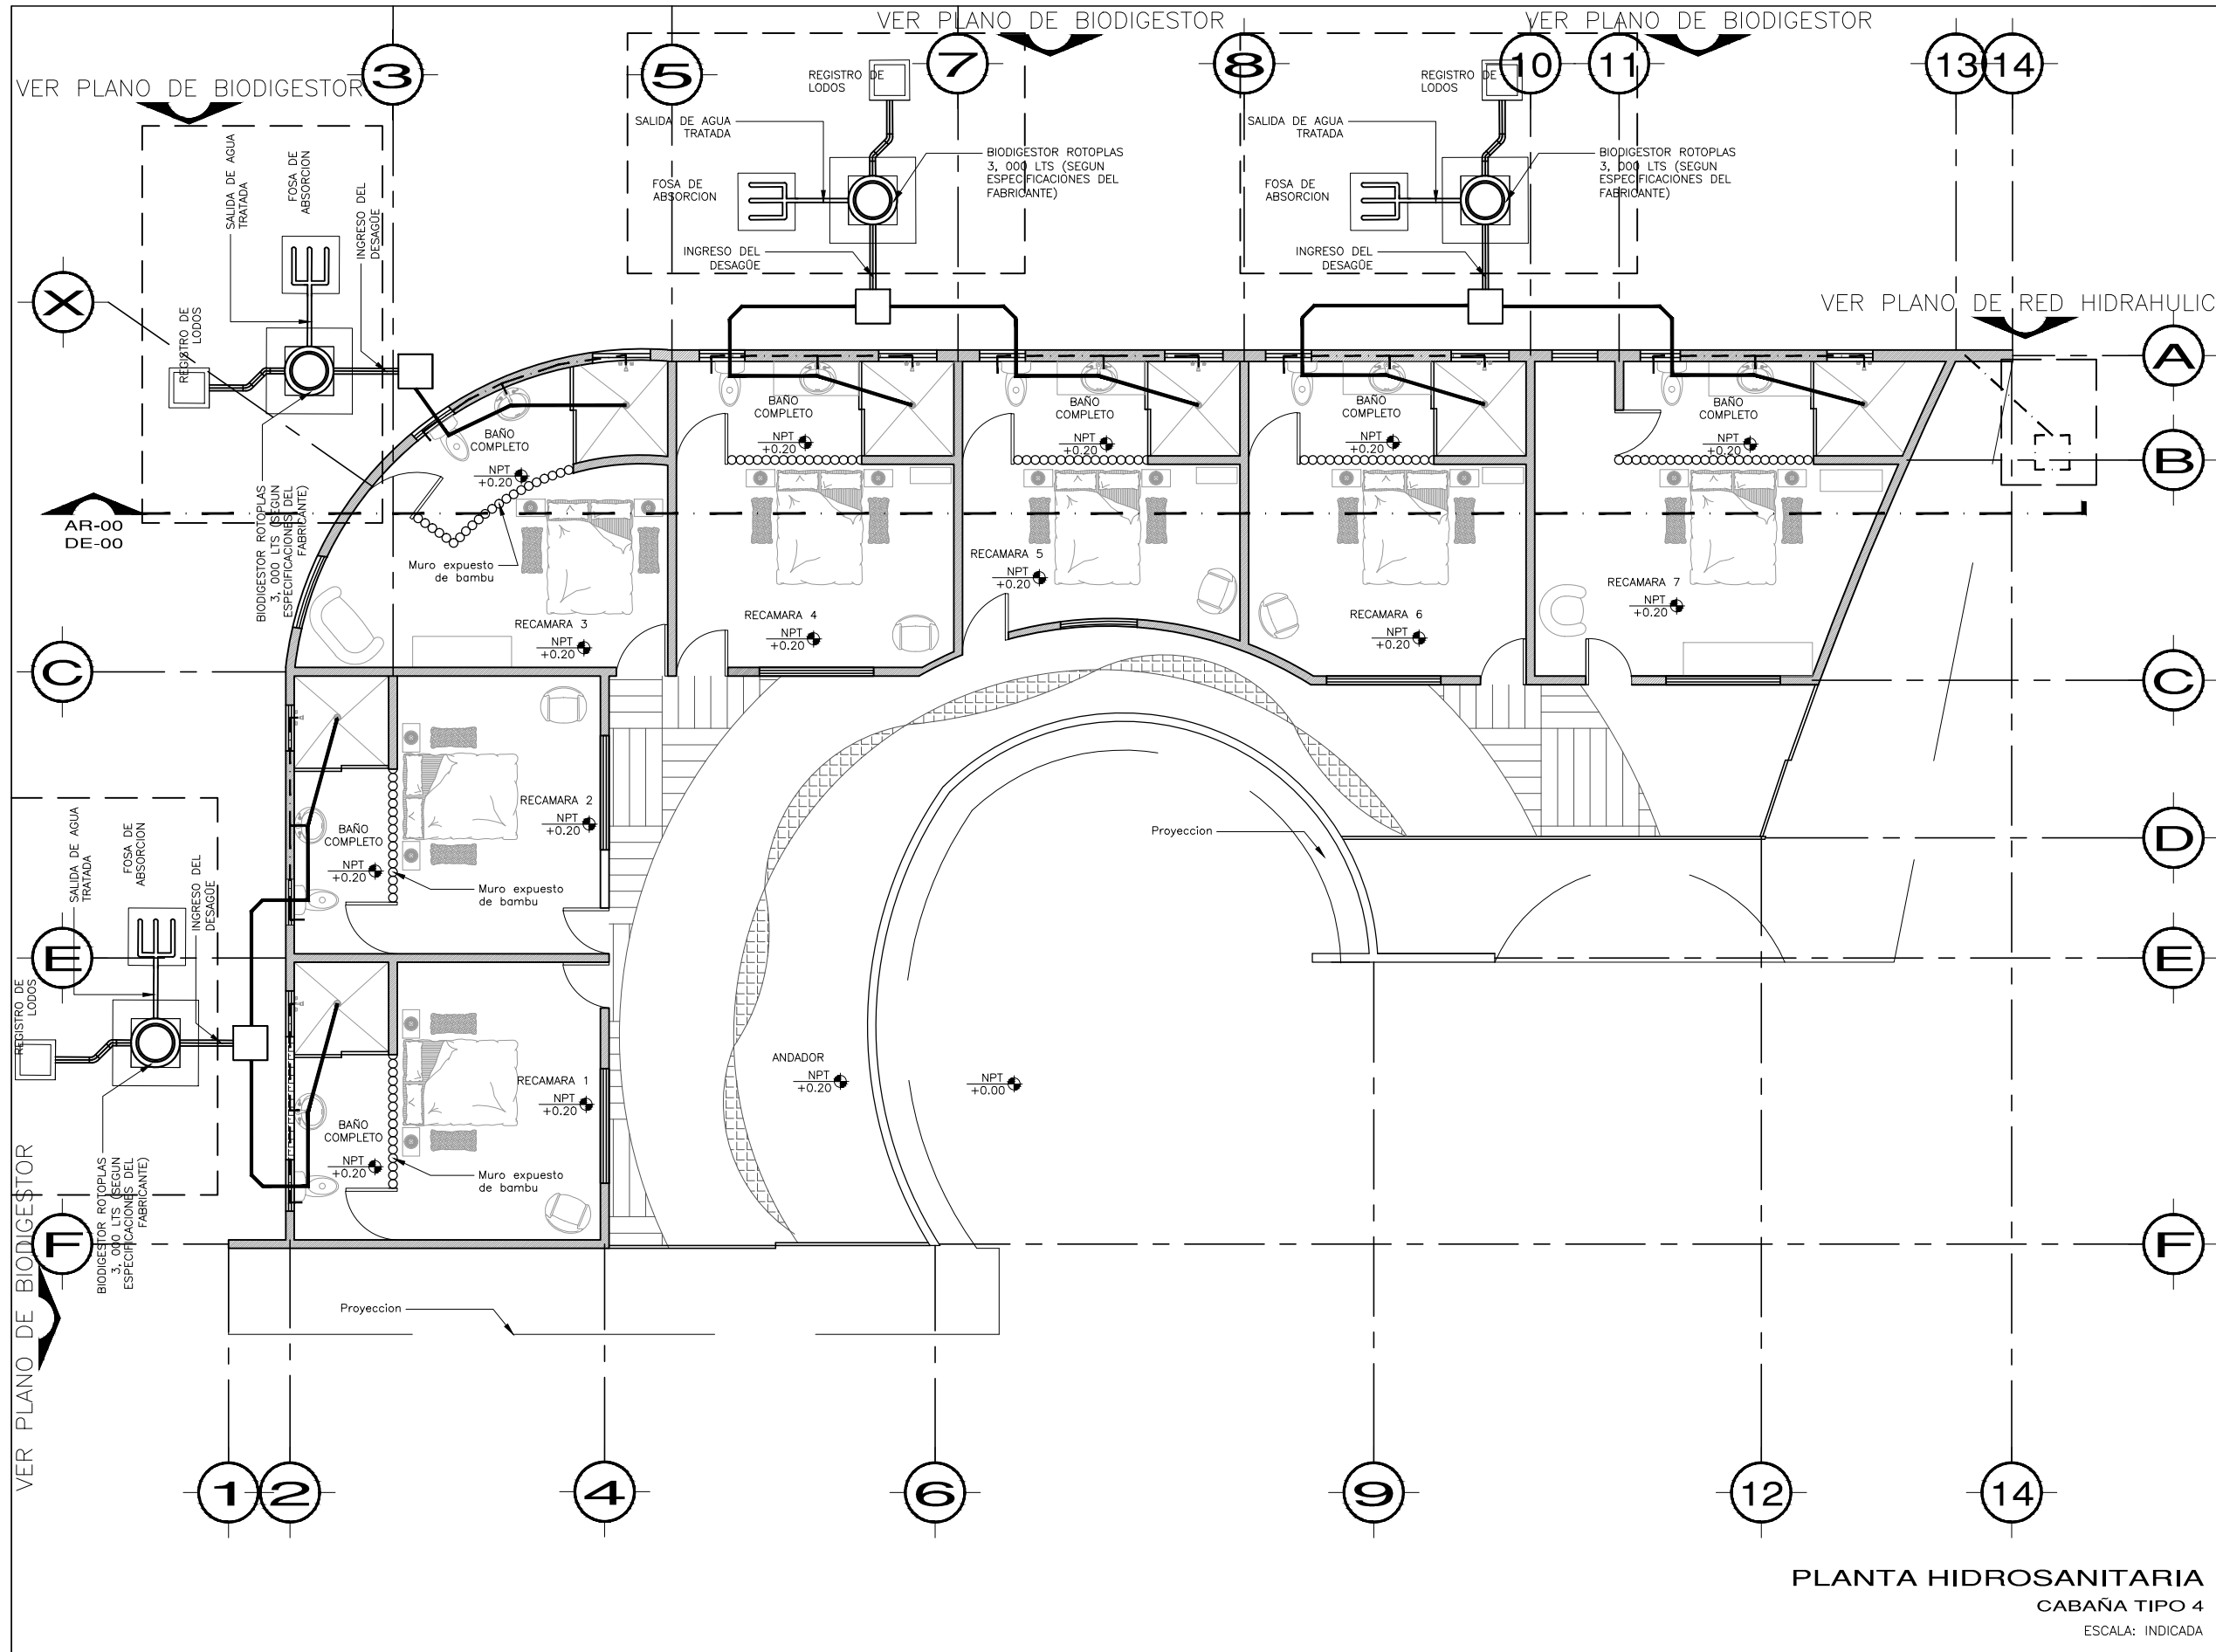 VER PLANO DE BIODIGESTOR
VER PLANO DE BIODIGESTOR
VER PLANO DE BIODIGESTOR
3
5
7
8
10
11
13
14
REGISTRO DE
LODOS
SALIDA DE AGUA
TRATADA
BIODIGESTOR ROTOPLAS
3, 000 LTS (SEGUN
ESPECIFICACIONES DEL
FABRICANTE)
FOSA DE
ABSORCION
INGRESO DEL
DESAGÜE
REGISTRO DE
LODOS
SALIDA DE AGUA
TRATADA
BIODIGESTOR ROTOPLAS
3, 000 LTS (SEGUN
ESPECIFICACIONES DEL
FABRICANTE)
FOSA DE
ABSORCION
INGRESO DEL
DESAGÜE
SALIDA DE AGUA
TRATADA
FOSA DE
ABSORCION
INGRESO DEL
DESAGÜE
REGISTRO DE
LODOS
BIODIGESTOR ROTOPLAS
3, 000 LTS (SEGUN
ESPECIFICACIONES DEL
FABRICANTE)
X
VER PLANO DE RED HIDRAHULIC
A
B
AR-00
DE-00
BAÑO
COMPLETO
NPT
+0.20
BAÑO
COMPLETO
NPT
+0.20
BAÑO
COMPLETO
NPT
+0.20
BAÑO
COMPLETO
NPT
+0.20
BAÑO
COMPLETO
NPT
+0.20
Muro expuesto
de bambu
RECAMARA 3
NPT
+0.20
RECAMARA 4
NPT
+0.20
RECAMARA 5
NPT
+0.20
RECAMARA 6
NPT
+0.20
RECAMARA 7
NPT
+0.20
C
C
RECAMARA 2
NPT
+0.20
BAÑO
COMPLETO
NPT
+0.20
Muro expuesto
de bambu
Proyeccion
D
SALIDA DE AGUA
TRATADA
FOSA DE
ABSORCION
INGRESO DEL
DESAGÜE
REGISTRO DE
LODOS
BIODIGESTOR ROTOPLAS
3, 000 LTS (SEGUN
ESPECIFICACIONES DEL
FABRICANTE)
E
E
RECAMARA 1
NPT
+0.20
BAÑO
COMPLETO
NPT
+0.20
Muro expuesto
de bambu
ANDADOR
NPT
+0.20
NPT
+0.00
F
F
VER PLANO DE BIODIGESTOR
Proyeccion
1
2
4
6
9
12
14
PLANTA HIDROSANITARIA
CABAÑA TIPO 4
ESCALA: INDICADA